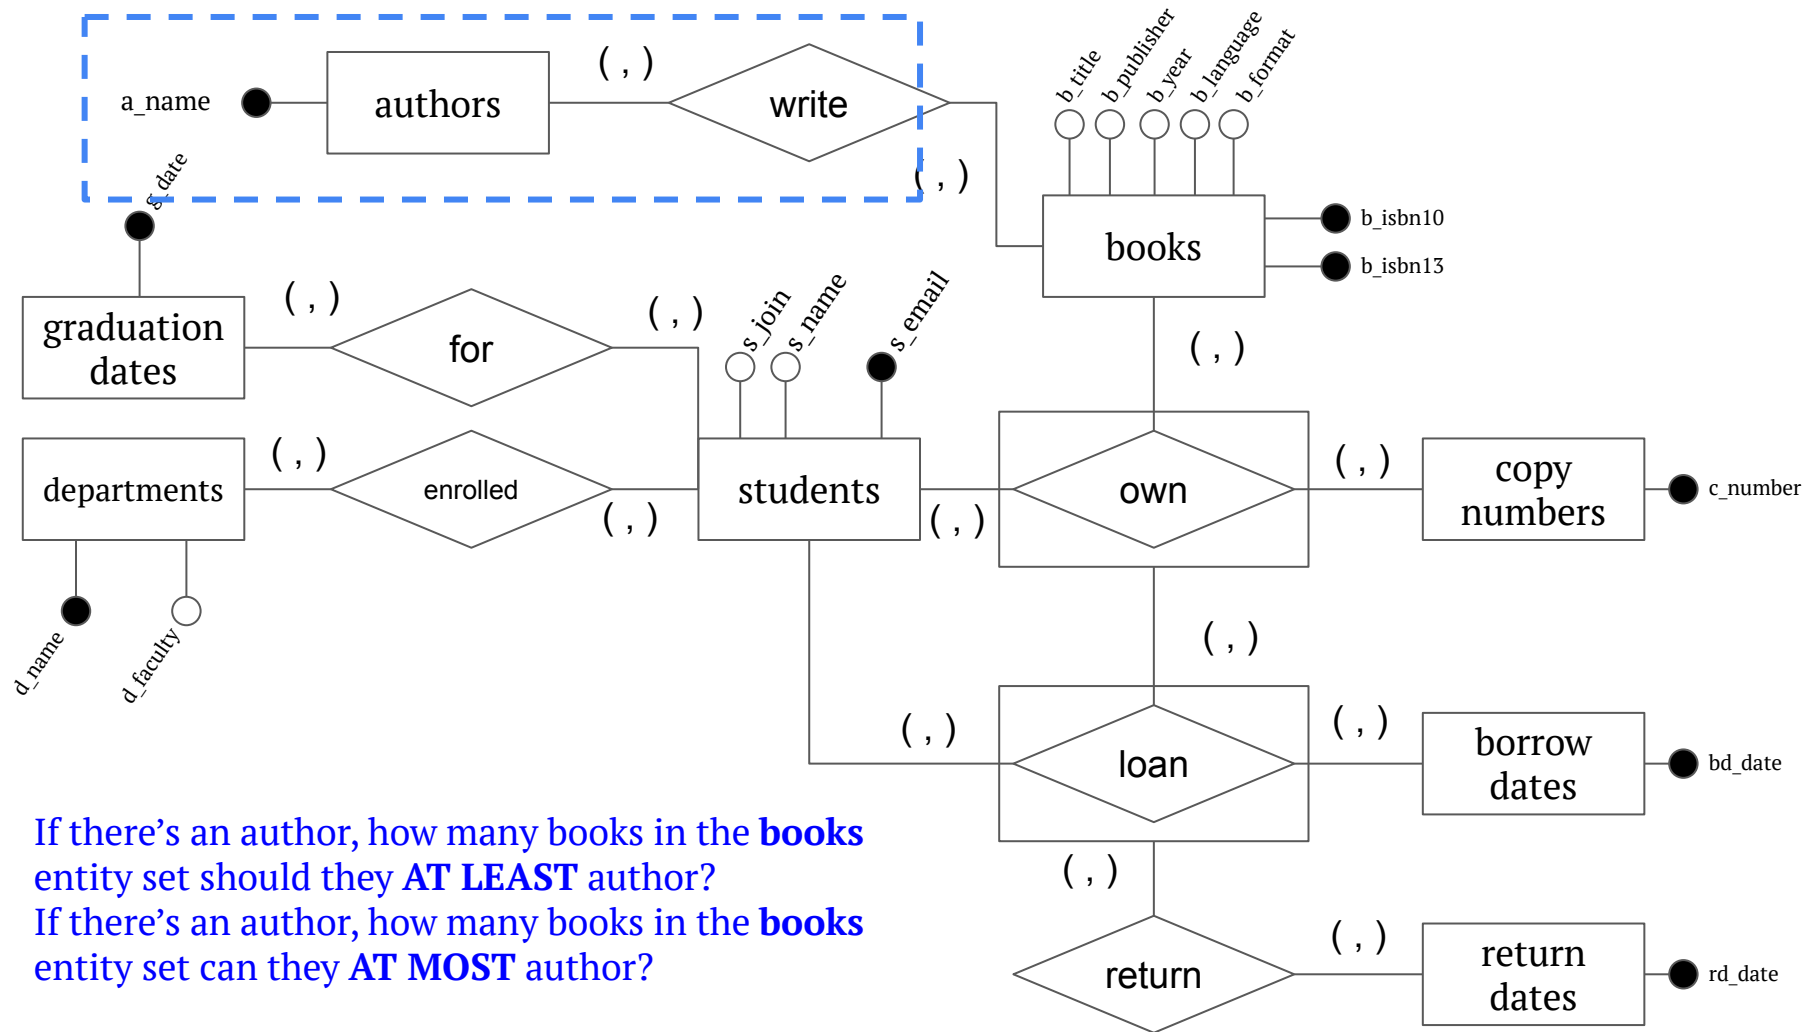 b_title
b_publisher
b_year
b_language
b_format
( , )
a_name
authors
write
( , )
g_date
b_isbn10
books
b_isbn13
( , )
( , )
s_join
s_name
s_email
graduation
dates
for
( , )
( , )
departments
enrolled
( , )
students
( , )
own
( , )
copy
numbers
c_number
d_name
d_faculty
( , )
( , )
loan
( , )
borrow
dates
bd_date
If there’s an author, how many books in the books
entity set should they AT LEAST author?
If there’s an author, how many books in the books
entity set can they AT MOST author?
( , )
return
( , )
return
dates
rd_date